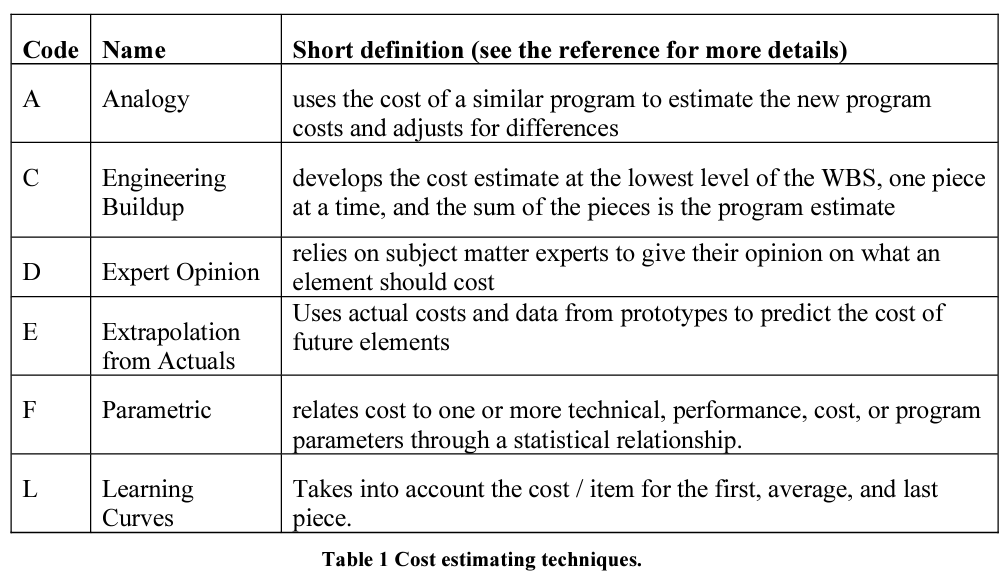 Code Name Short definition (see the reference for more details)
A Analogy uses the cost of a similar program to estimate the new program
costs and adjusts for differences
C Engineering develops the cost estimate at the lowest level of the WBS, one piece
Buildup at a time, and the sum of the pieces is the program estimate
D Expert Opinion relies on subject matter experts to give their opinion on what an
element should cost
E Extrapolation Uses actual costs and data from prototypes to predict the cost of
from Actuals future elements
F Parametric relates cost to one or more technical, performance, cost, or program
parameters through a statistical relationship.
L Learning Takes into account the cost / item for the first, average, and last
Curves piece.
Table 1 Cost estimating techniques.